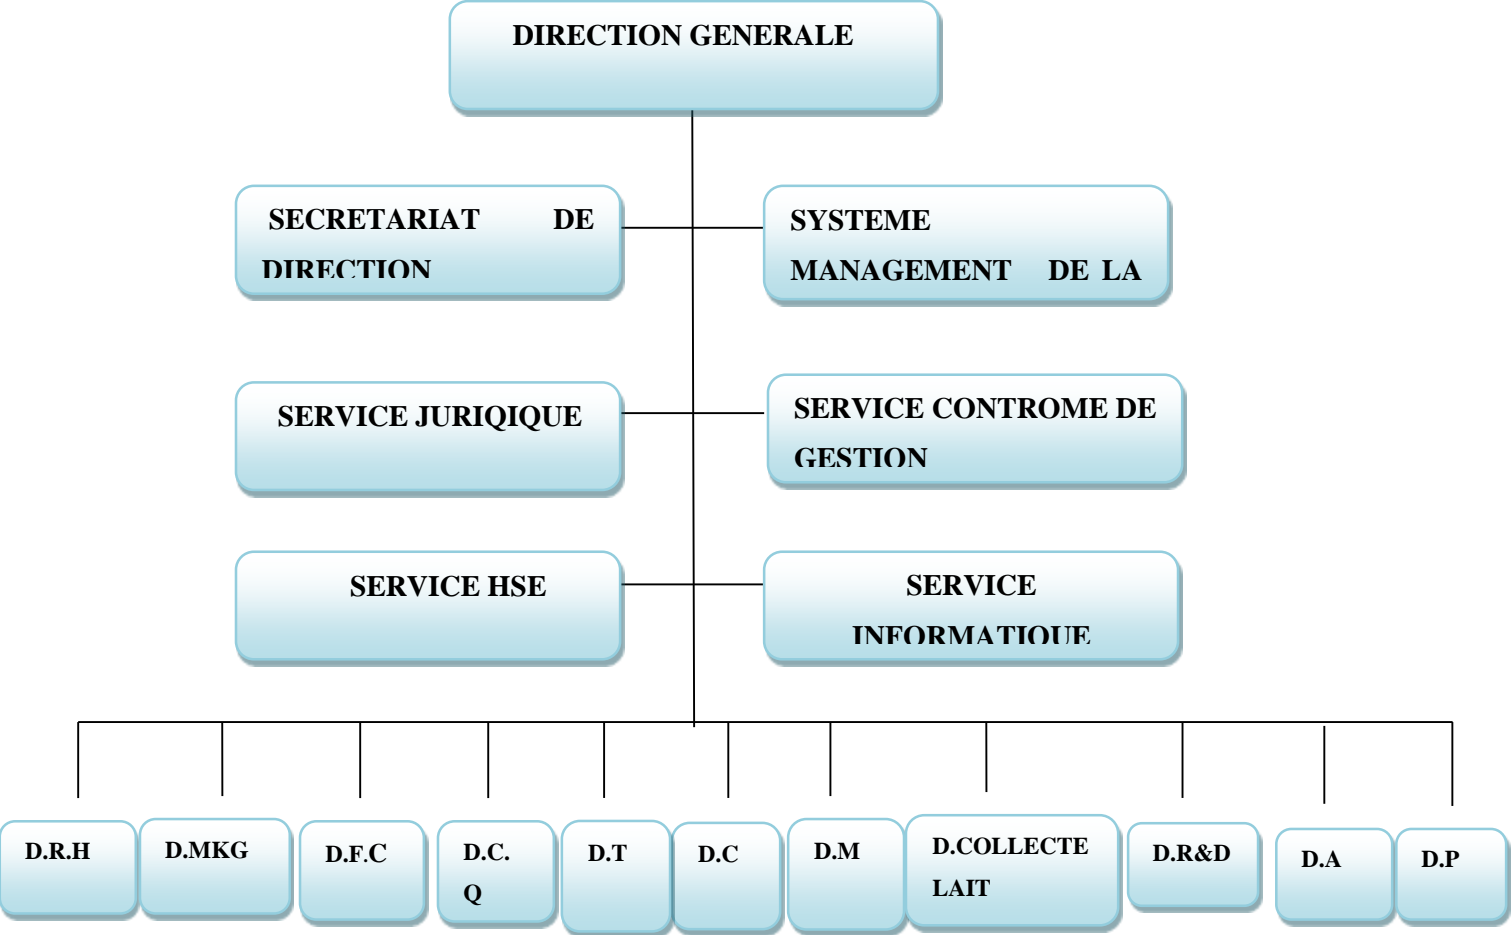 DIRECTION GENERALE
SECRETARIAT DE
DIRECTION
SYSTEME
MANAGEMENT DE LA
SERVICE JURIQIQUE
SERVICE CONTROME DE
GESTION
SERVICE HSE
SERVICE
INFORMATIQUE
D.R.H
D.MKG
D.F.C
D.C.
Q
D.T
D.C
D.M
D.COLLECTE
LAIT
D.R&D
D.A
D.P